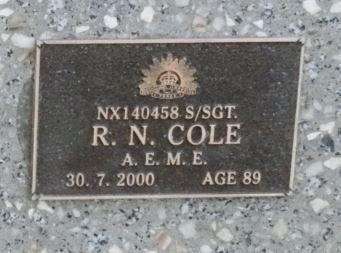 NX140458 S/SGT.
R. N. COLE
A. E. M. E.
30. 7. 2000 AGE 89